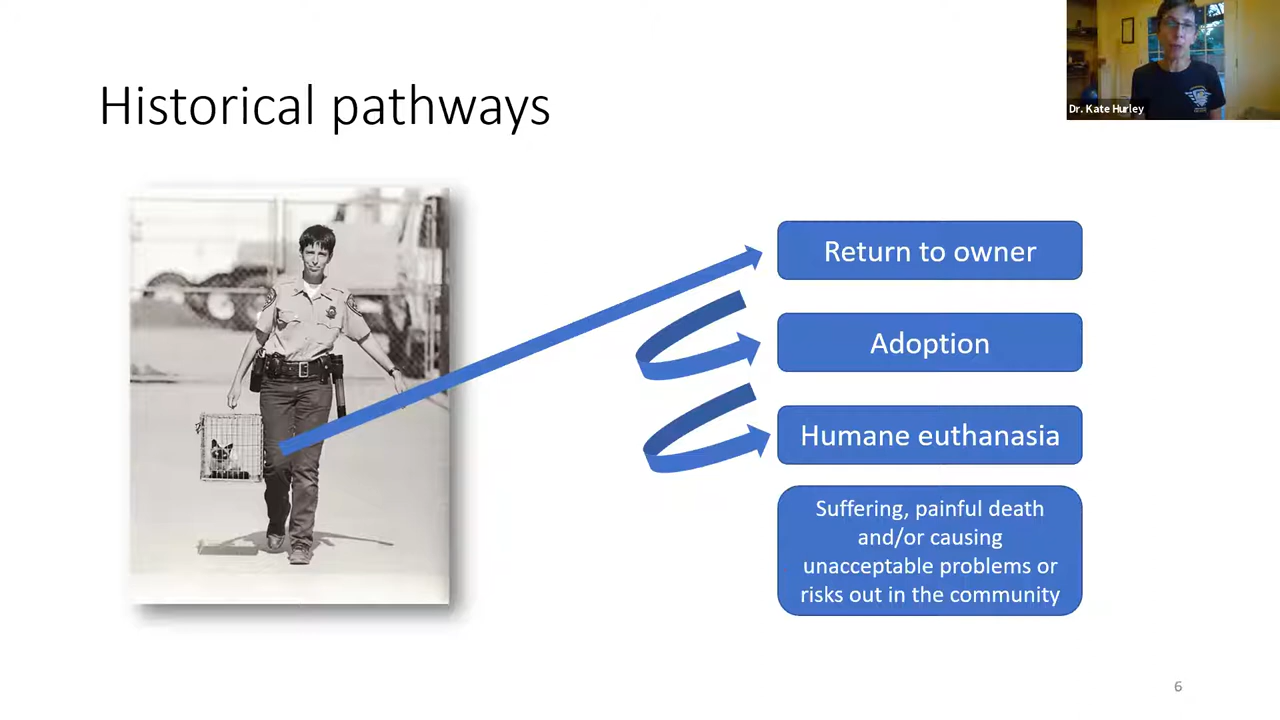 Historical pathways
Dr. Kate Hurley
Return to owner
Adoption
Humane euthanasia
Suffering, painful death
and/or causing
unacceptable problems or
risks out in the community
6